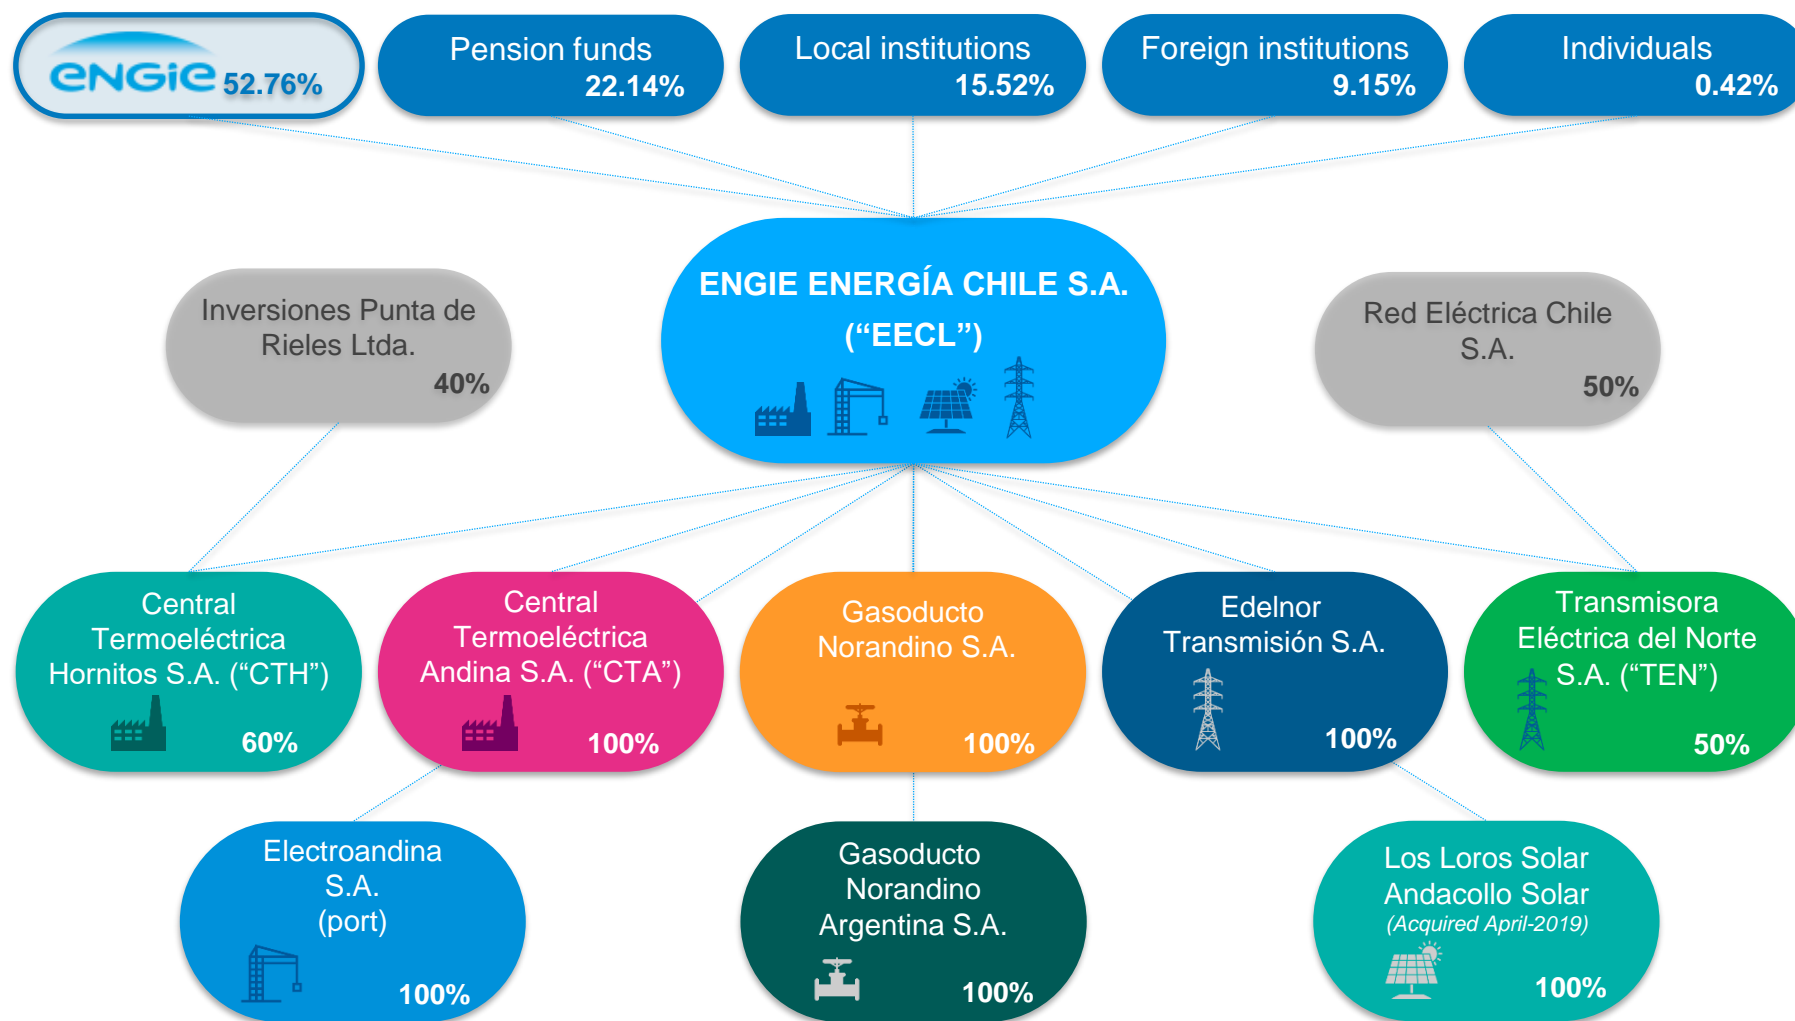 ENGIE
52.76%
Pension funds
22.14%
Local institutions
15.52%
Foreign institutions
9.15%
Individuals
0.42%
ENGIE ENERGÍA CHILE S.A.
(“EECL”)
Inversiones Punta de
Rieles Ltda.
40%
Red Eléctrica Chile
S.A.
50%
Central
Termoeléctrica
Hornitos S.A. (“CTH”)
60%
Central
Termoeléctrica
Andina S.A. (“CTA”)
100%
Gasoducto
Norandino S.A.
100%
Edelnor
Transmisión S.A.
100%
Transmisora
Eléctrica del Norte
S.A. (“TEN”)
50%
Electroandina
S.A.
(port)
100%
Gasoducto
Norandino
Argentina S.A.
100%
Los Loros Solar
Andacollo Solar
(Acquired April-2019)
100%